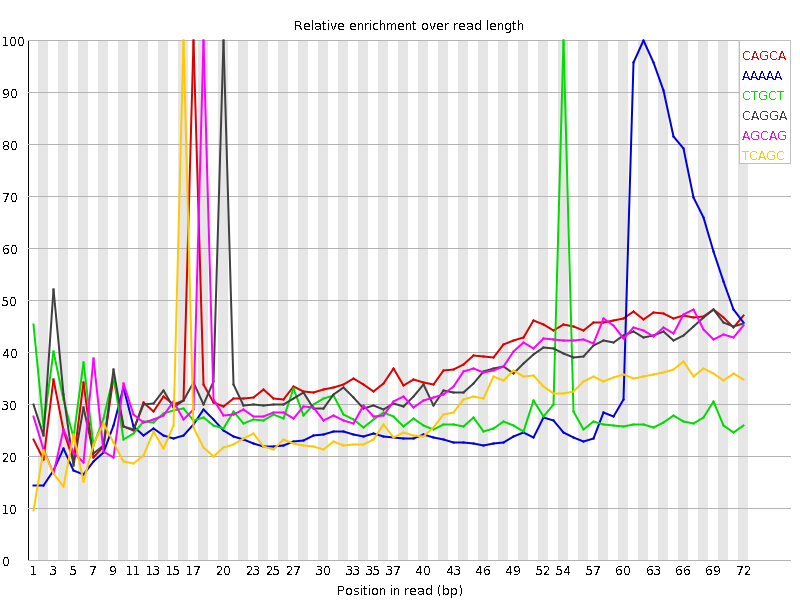 Relative enrichment over read length
100
90
80
70
60
50
40
30
20
10
0
CAGCA
AAAAA
CTGCT
CAGGA
AGCAG
TCAGC
1 3 5 7 9 11 13 15 17 20 23 25 27 30 33 35 37 40 43 46 49 52 54 57 60 63 66 69 72
Position in read (bp)